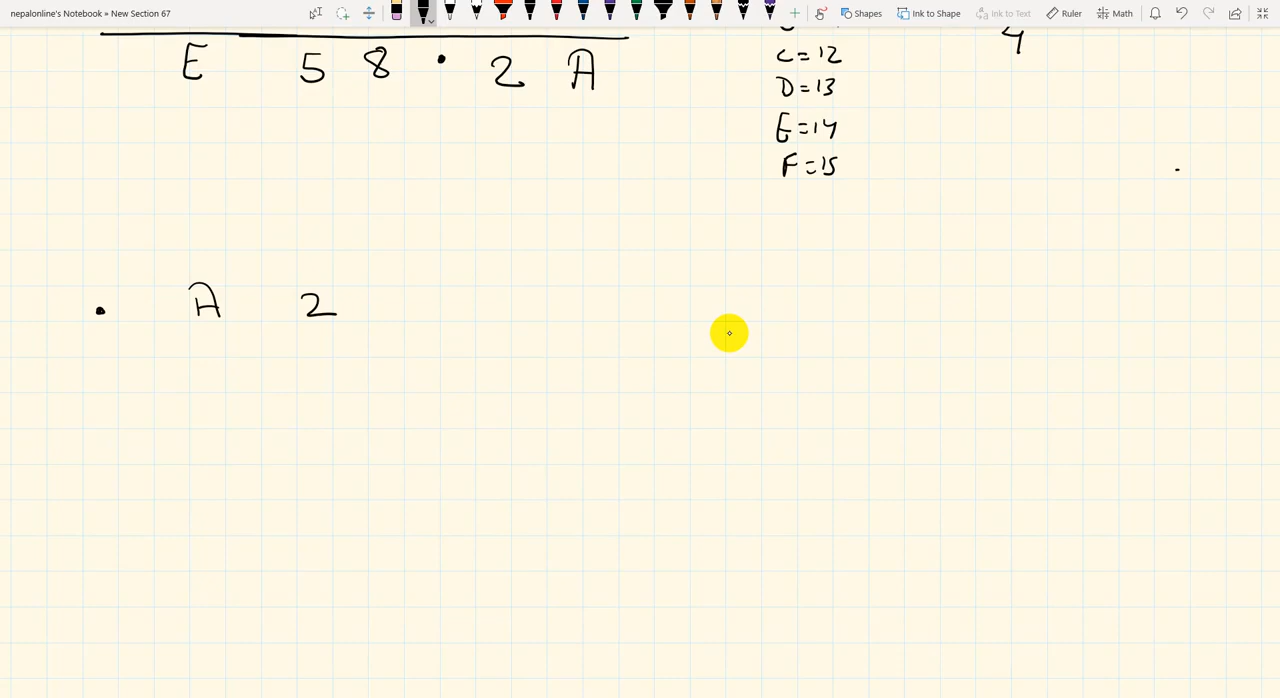 nepalonline's Notebook » New Section 67
Shapes Ink to Shape Ink to Text Ruler Math
E 58.2A
C=12
D=13
E=14
F=15
4
. A 2